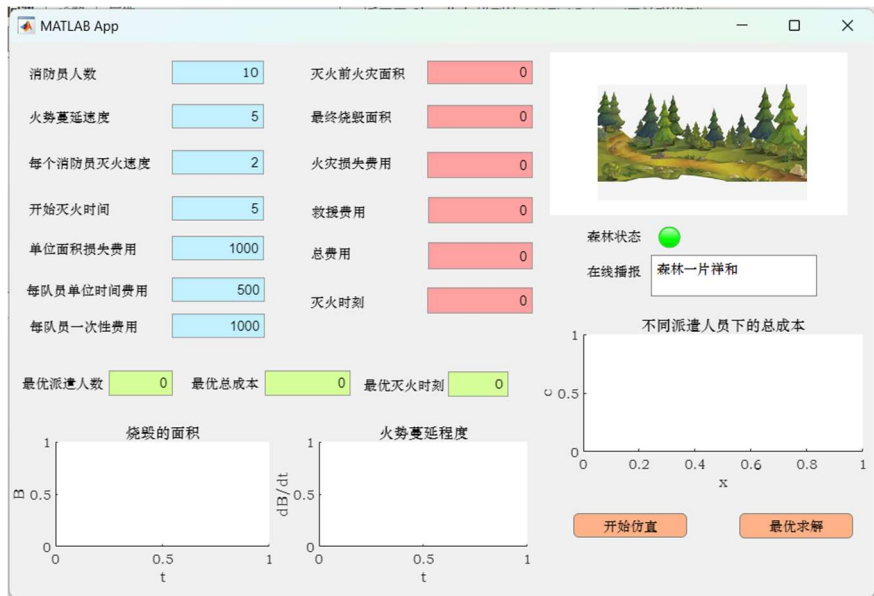 MATLAB App
消防员人数 10
火势蔓延速度 5
每个消防员灭火速度 2
开始灭火时间 5
单位面积损失费用 1000
每队员单位时间费用 500
每队员一次性费用 1000
灭火前火灾面积 0
最终烧毁面积 0
火灾损失费用 0
救援费用 0
总费用 0
灭火时刻 0
森林状态
在线播报 森林一片祥和
最优派遣人数 0 最优总成本 0 最优灭火时刻 0
烧毁的面积
1
0.5
0
B
0 0.5 1
t
火势蔓延程度
1
0.5
0
dB/dt
0 0.5 1
t
不同派遣人员下的总成本
1
0.5
0
c
0 0.2 0.4 0.6 0.8 1
x
开始仿真 最优求解